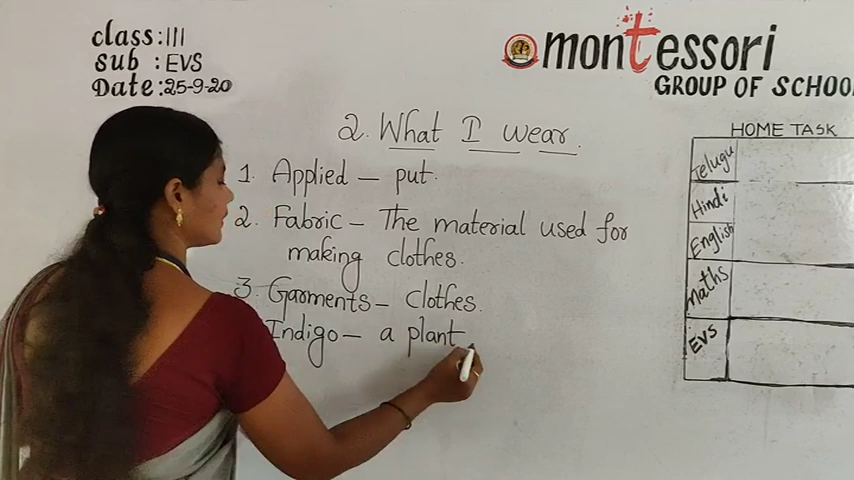 class:III
sub : EVS
Date:25-9-20
montessori
GROUP OF SCHOO
2. What I wear.
1. Applied – put.
2. Fabric – The material used for
making clothes.
3. Garments – clothes.
Indigo – a plant
HOME TASK
Telugu
Hindi
English
Maths
EVS